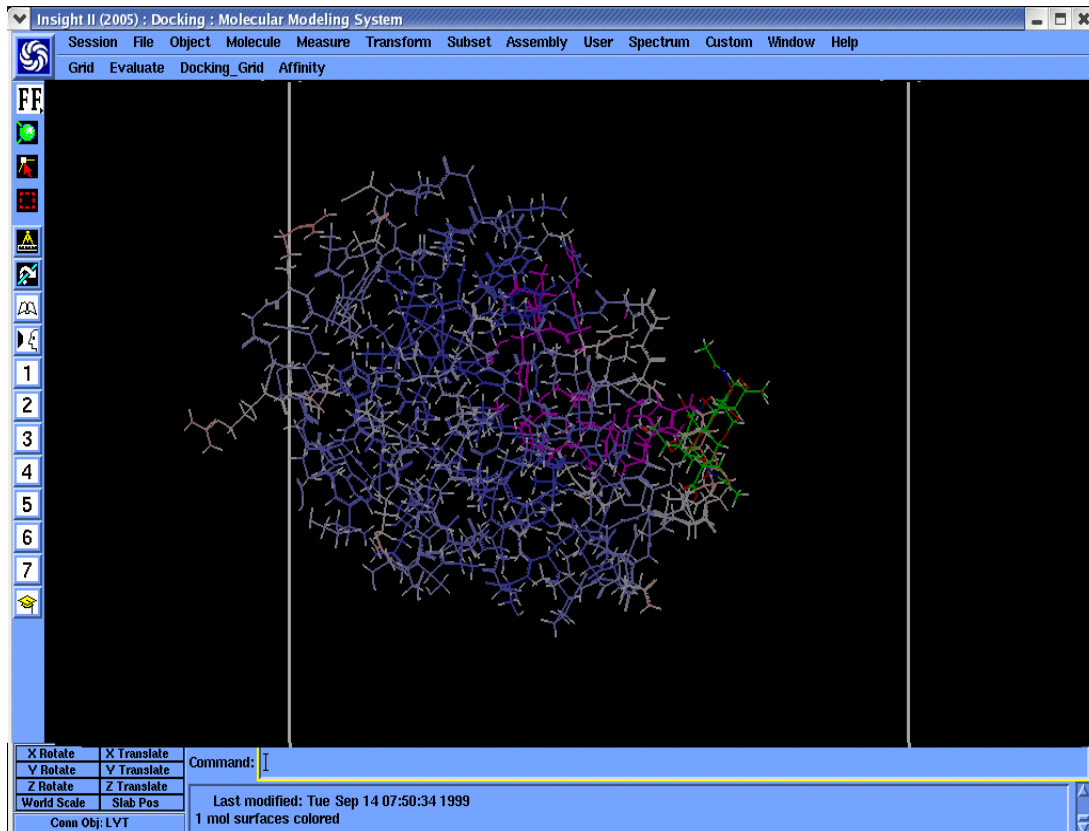 Insight II (2005) : Docking : Molecular Modeling System
Session File Object Molecule Measure Transform Subset Assembly User Spectrum Custom Window Help
Grid Evaluate Docking_Grid Affinity
FF
1
2
3
4
5
6
7
X Rotate X Translate
Y Rotate Y Translate
Z Rotate Z Translate
World Scale Slab Pos
Conn Obj: LYT
Command:
Last modified: Tue Sep 14 07:50:34 1999
1 mol surfaces colored